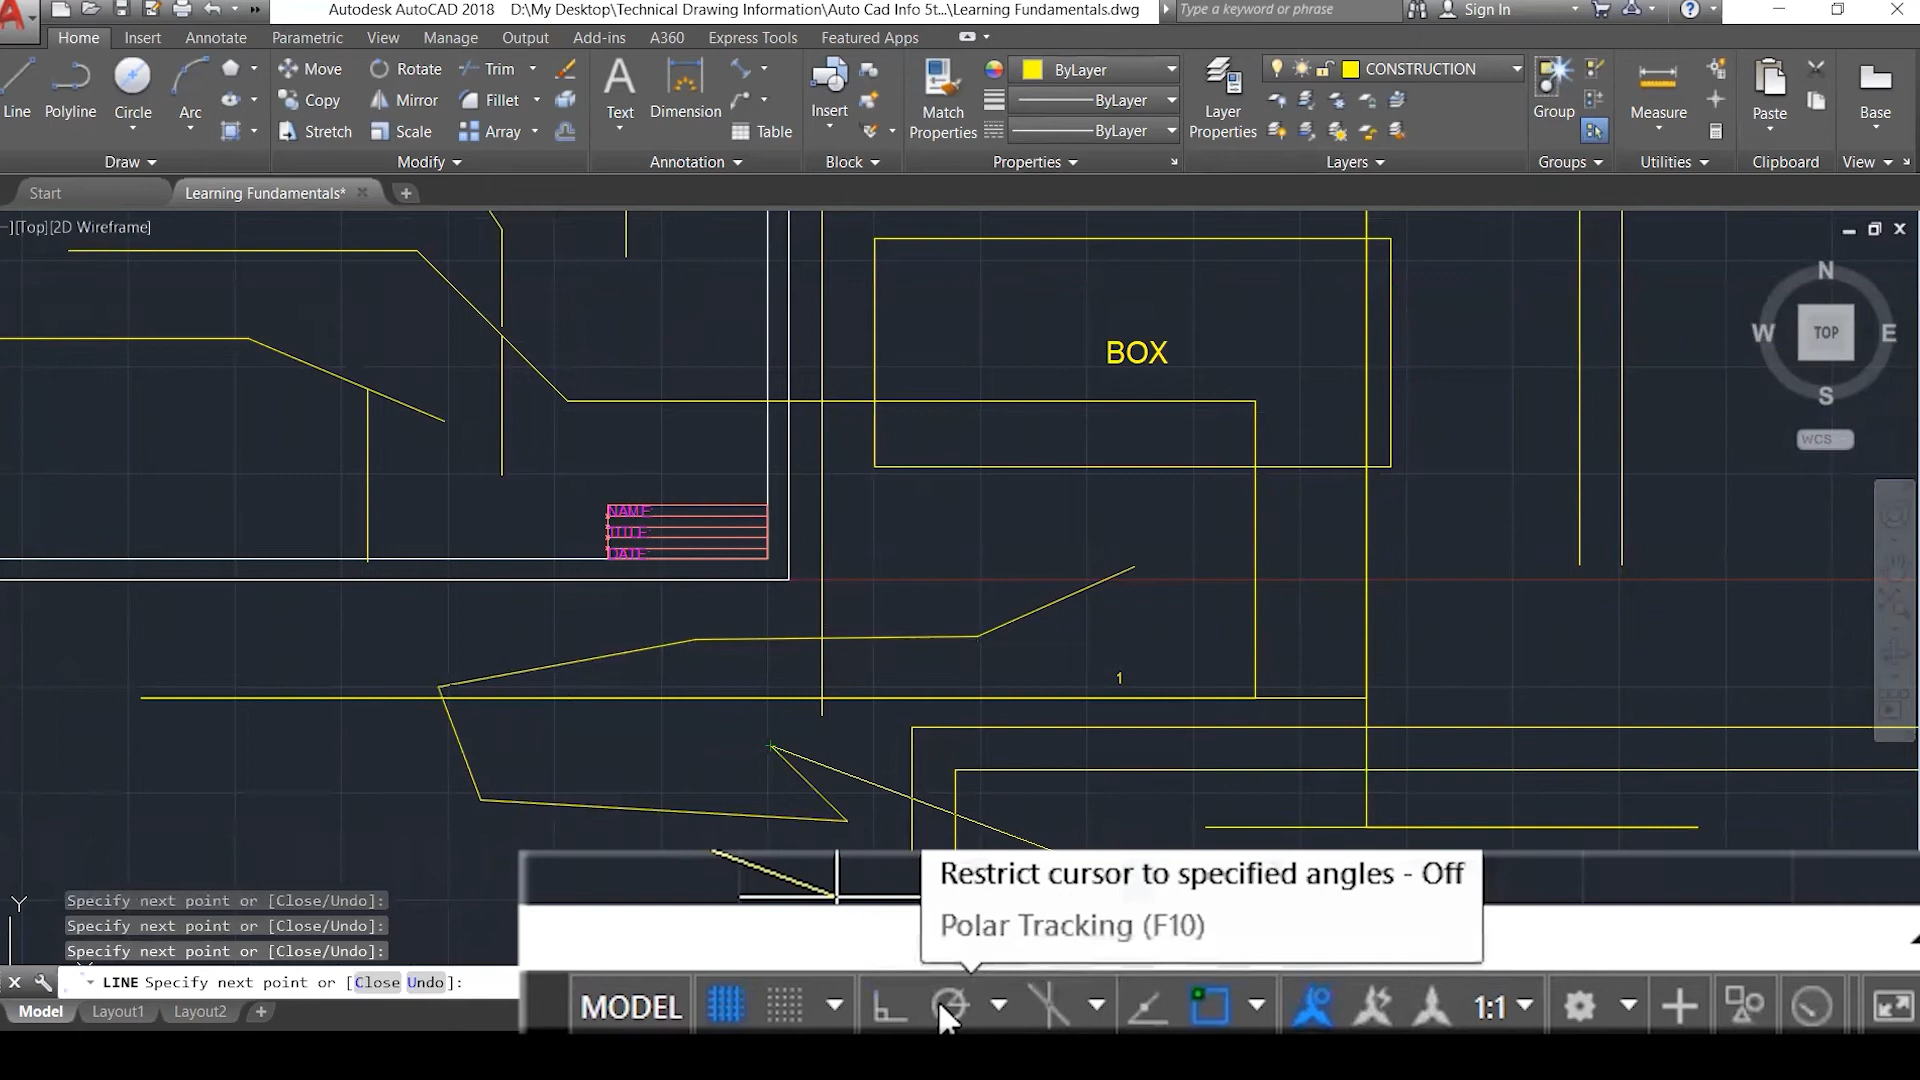 Autodesk AutoCAD 2018 D:\My Desktop\Technical Drawing Information\Auto Cad Info 5t...\Learning Fundamentals.dwg
Type a keyword or phrase
Sign In
Home Insert Annotate Parametric View Manage Output Add-ins A360 Express Tools Featured Apps
Move Rotate Trim ByLayer CONSTRUCTION
Line Polyline Circle Arc Copy Mirror Fillet Text Dimension Insert Match Properties ByLayer Layer Properties Group Measure Paste Base
Stretch Scale Array Table ByLayer
Draw Modify Annotation Block Properties Layers Groups Utilities Clipboard View
Start Learning Fundamentals*
-][Top][2D Wireframe]
N
W TOP E
S
WCS
BOX
NAME:
TITLE:
DATE:
1
Restrict cursor to specified angles - Off
Polar Tracking (F10)
Y
Specify next point or [Close/Undo]:
Specify next point or [Close/Undo]:
Specify next point or [Close/Undo]:
LINE Specify next point or [Close Undo]:
MODEL 1:1
Model Layout1 Layout2